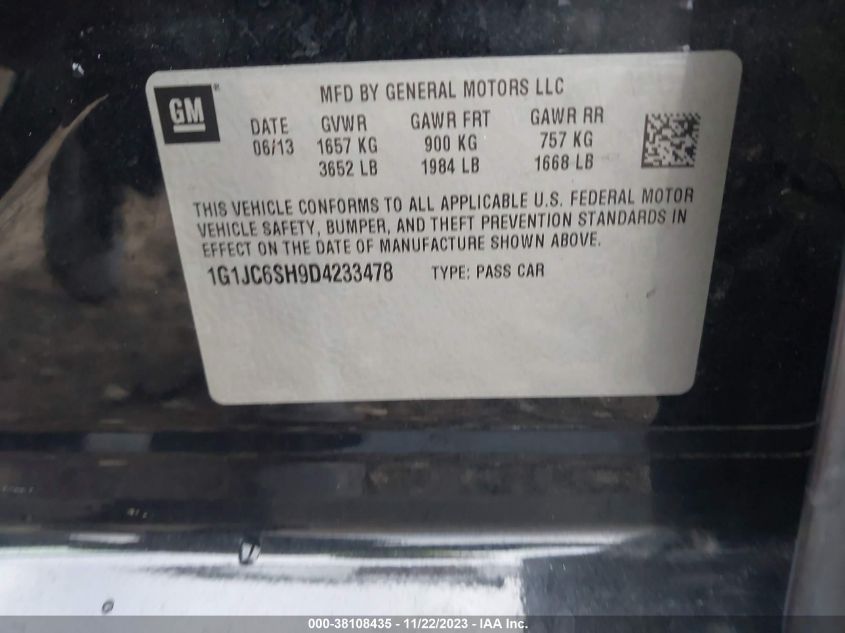 GM
MFD BY GENERAL MOTORS LLC
DATE GVWR GAWR FRT GAWR RR
06/13 1657 KG 900 KG 757 KG
3652 LB 1984 LB 1668 LB
THIS VEHICLE CONFORMS TO ALL APPLICABLE U.S. FEDERAL MOTOR
VEHICLE SAFETY, BUMPER, AND THEFT PREVENTION STANDARDS IN
EFFECT ON THE DATE OF MANUFACTURE SHOWN ABOVE.
1G1JC6SH9D4233478 TYPE: PASS CAR
000-38108435 - 11/22/2023 - IAAI.COM